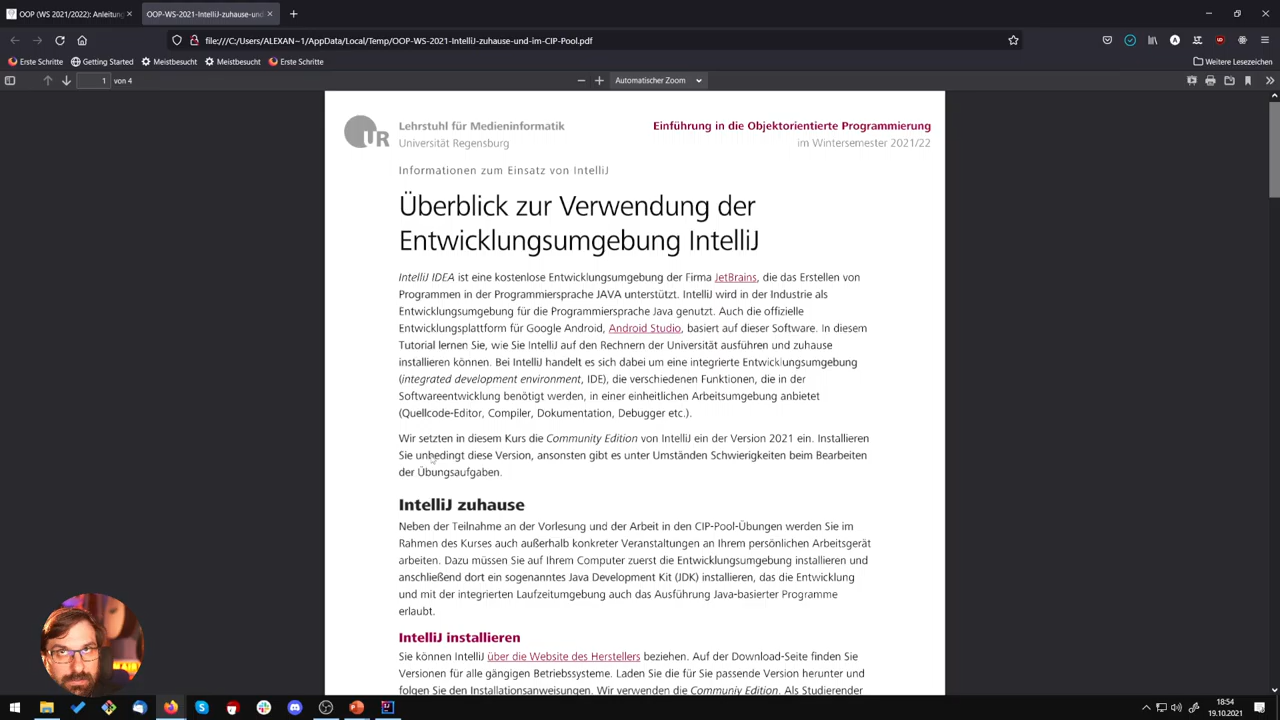 OOP (WS 2021/2022): Anleitung
OOP-WS-2021-IntelliJ-zuhause-und-
file:///C:/Users/ALEXAN~1/AppData/Local/Temp/OOP-WS-2021-IntelliJ-zuhause-und-im-CIP-Pool.pdf
Erste Schritte
Getting Started
Meistbesucht
Meistbesucht
Erste Schritte
Weitere Lesezeichen
1 von 4
Automatischer Zoom
UR
Lehrstuhl für Medieninformatik
Universität Regensburg
Einführung in die Objektorientierte Programmierung
im Wintersemester 2021/22
Informationen zum Einsatz von IntelliJ
Überblick zur Verwendung der
Entwicklungsumgebung IntelliJ
IntelliJ IDEA ist eine kostenlose Entwicklungsumgebung der Firma JetBrains, die das Erstellen von
Programmen in der Programmiersprache JAVA unterstützt. IntelliJ wird in der Industrie als
Entwicklungsumgebung für die Programmiersprache Java genutzt. Auch die offizielle
Entwicklungsplattform für Google Android, Android Studio, basiert auf dieser Software. In diesem
Tutorial lernen Sie, wie Sie IntelliJ auf den Rechnern der Universität ausführen und zuhause
installieren können. Bei IntelliJ handelt es sich dabei um eine integrierte Entwicklungsumgebung
(integrated development environment, IDE), die verschiedenen Funktionen, die in der
Softwareentwicklung benötigt werden, in einer einheitlichen Arbeitsumgebung anbietet
(Quellcode-Editor, Compiler, Dokumentation, Debugger etc.).
Wir setzten in diesem Kurs die Community Edition von IntelliJ ein der Version 2021 ein. Installieren
Sie unbedingt diese Version, ansonsten gibt es unter Umständen Schwierigkeiten beim Bearbeiten
der Übungsaufgaben.
IntelliJ zuhause
Neben der Teilnahme an der Vorlesung und der Arbeit in den CIP-Pool-Übungen werden Sie im
Rahmen des Kurses auch außerhalb konkreter Veranstaltungen an Ihrem persönlichen Arbeitsgerät
arbeiten. Dazu müssen Sie auf Ihrem Computer zuerst die Entwicklungsumgebung installieren und
anschließend dort ein sogenanntes Java Development Kit (JDK) installieren, das die Entwicklung
und mit der integrierten Laufzeitumgebung auch das Ausführung Java-basierter Programme
erlaubt.
IntelliJ installieren
Sie können IntelliJ über die Website des Herstellers beziehen. Auf der Download-Seite finden Sie
Versionen für alle gängigen Betriebssysteme. Laden Sie die für Sie passende Version herunter und
folgen Sie den Installationsanweisungen. Wir verwenden die Communiy Edition. Als Studierender
18:54
19.10.2021